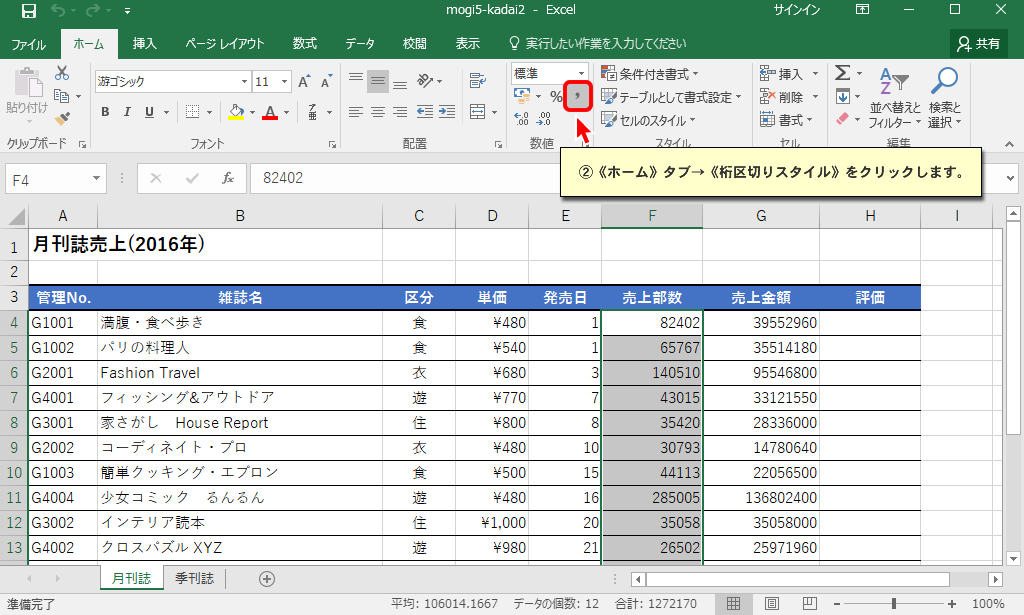 mogi5-kadai2 - Excel サインイン
ファイル ホーム 挿入 ページ レイアウト 数式 データ 校閲 表示 実行したい作業を入力してください 共有
貼り付け 游ゴシック 11 標準 条件付き書式 挿入 Σ 並べ替えと 検索と
B I U % , テーブルとして書式設定 削除 フィルター 選択
セルのスタイル 書式
クリップボード フォント 配置 数値 スタイル セル 編集
②《ホーム》タブ→《桁区切りスタイル》をクリックします。
F4 fx 82402
A B C D E F G H I
1 月刊誌売上(2016年)
2
3 管理No. 雑誌名 区分 単価 発売日 売上部数 売上金額 評価
4 G1001 満腹・食べ歩き 食 ¥480 1 82402 39552960
5 G1002 パリの料理人 食 ¥540 1 65767 35514180
6 G2001 Fashion Travel 衣 ¥680 3 140510 95546800
7 G4001 フィッシング&アウトドア 遊 ¥770 7 43015 33121550
8 G3001 家さがし　House Report 住 ¥800 8 35420 28336000
9 G2002 コーディネイト・プロ 衣 ¥480 10 30793 14780640
10 G1003 簡単クッキング・エプロン 食 ¥500 15 44113 22056500
11 G4004 少女コミック　るんるん 遊 ¥480 16 285005 136802400
12 G3002 インテリア読本 住 ¥1,000 20 35058 35058000
13 G4002 クロスパズル XYZ 遊 ¥980 21 26502 25971960
月刊誌 季刊誌
準備完了 平均: 106014.1667 データの個数: 12 合計: 1272170 100%